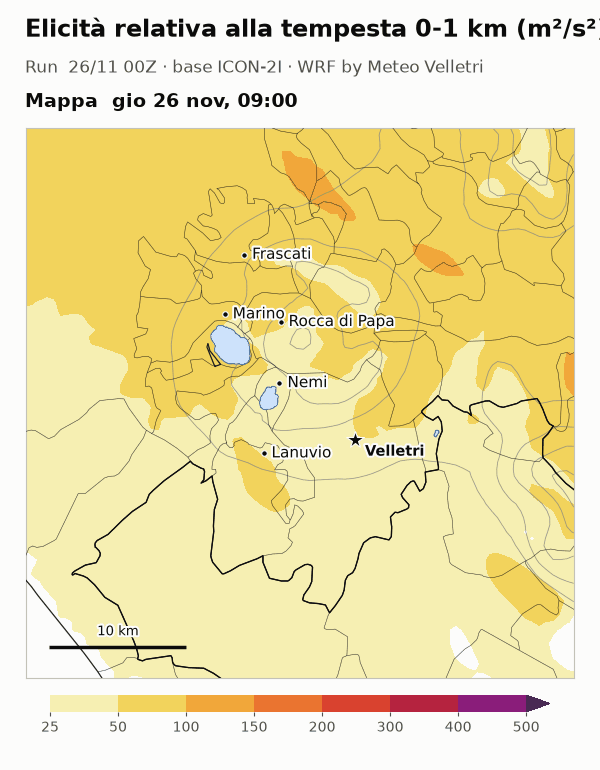 Elicità relativa alla tempesta 0-1 km (m²/s²)
Run  26/11 00Z · base ICON-2I · WRF by Meteo Velletri
Mappa  gio 26 nov, 09:00
Frascati
Marino
Rocca di Papa
Nemi
Velletri
Lanuvio
10 km
25 50 100 150 200 300 400 500